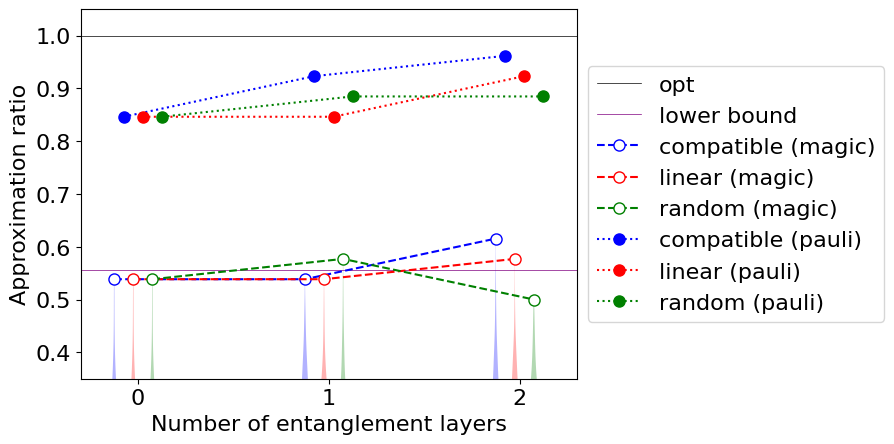 1.0
0.9
0.8
0.7
0.6
0.5
0.4
Approximation ratio
0
1
2
Number of entanglement layers
opt
lower bound
compatible (magic)
linear (magic)
random (magic)
compatible (pauli)
linear (pauli)
random (pauli)